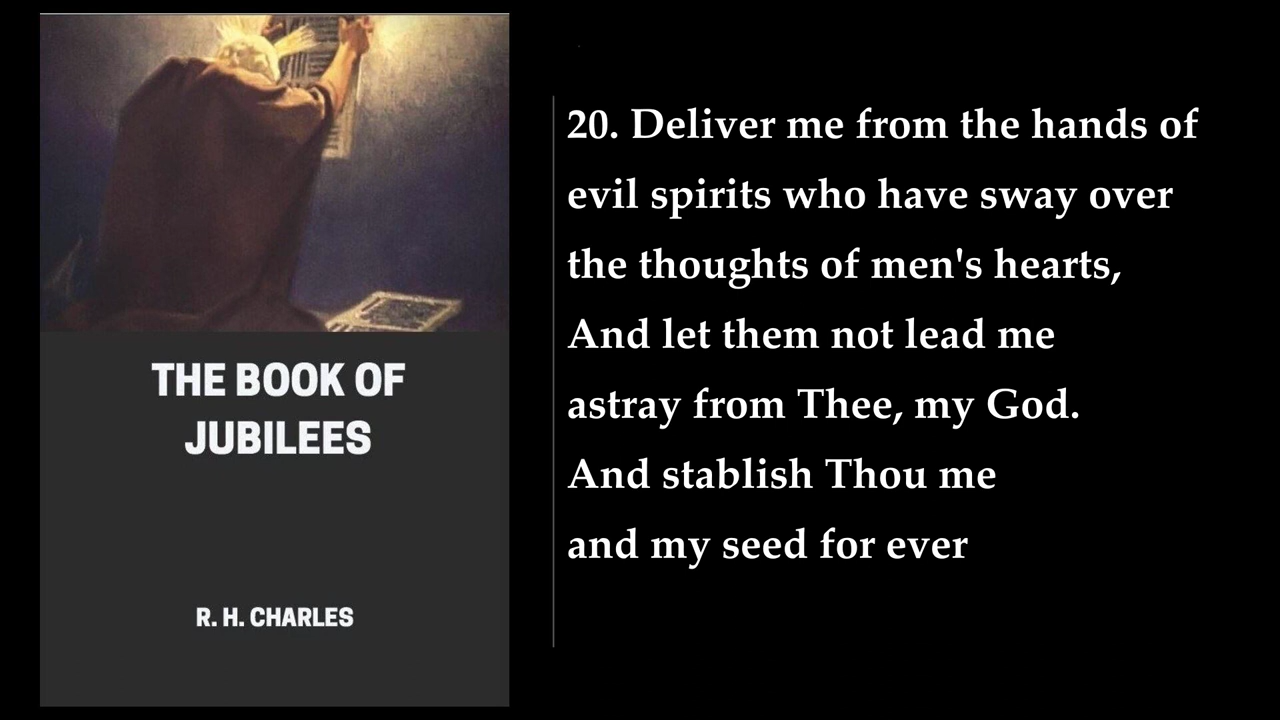 THE BOOK OF
JUBILEES
R. H. CHARLES
20. Deliver me from the hands of
evil spirits who have sway over
the thoughts of men's hearts,
And let them not lead me
astray from Thee, my God.
And stablish Thou me
and my seed for ever